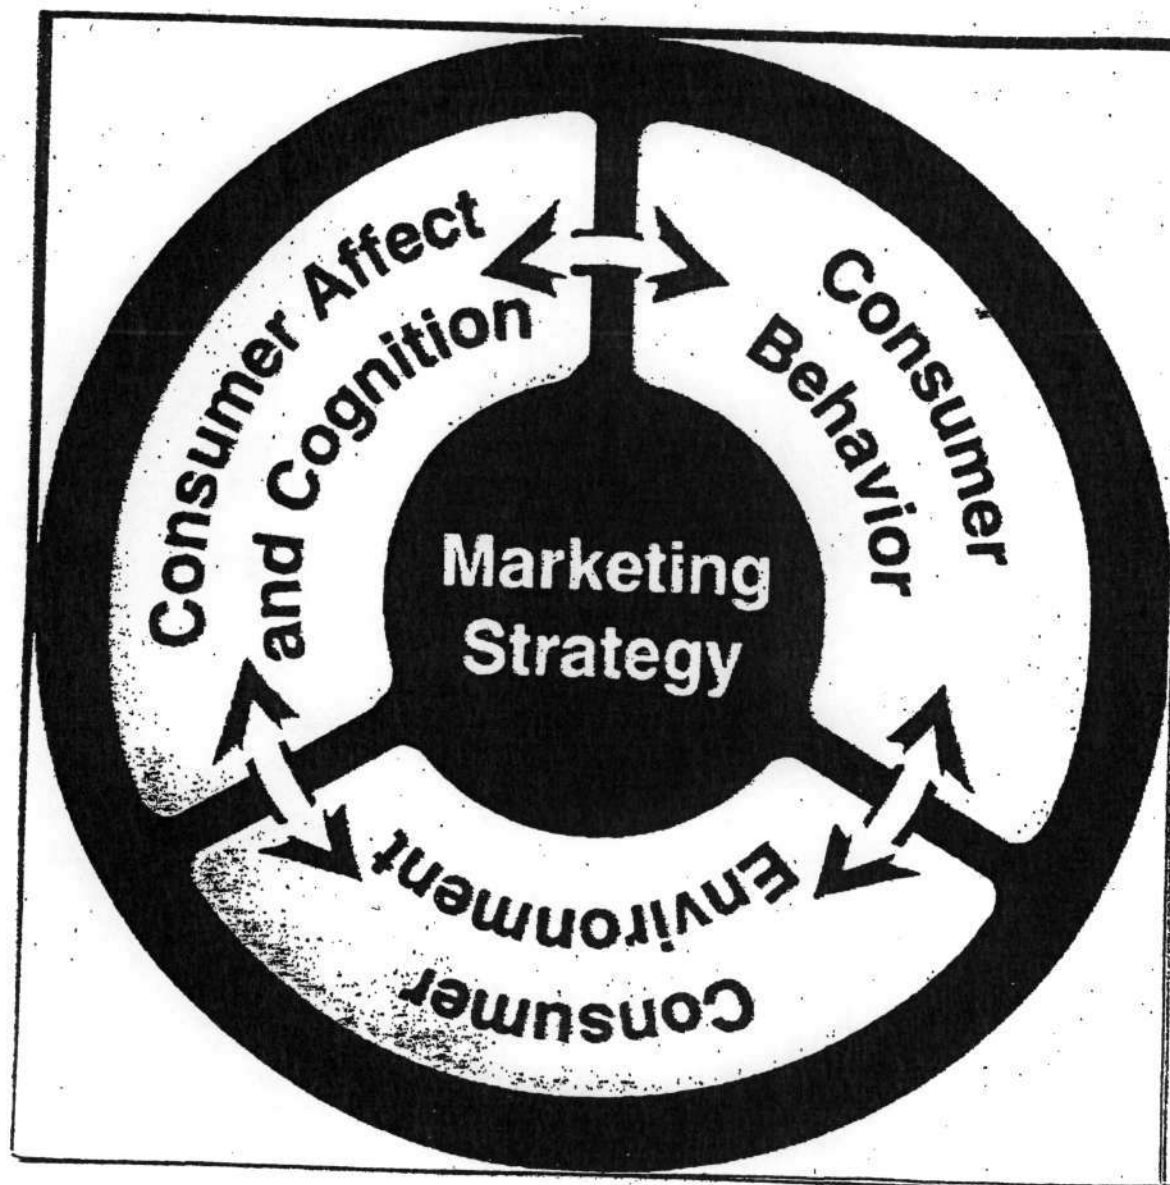 Consumer Affect
and Cognition
Consumer
Behavior
Marketing
Strategy
Consumer
Environment